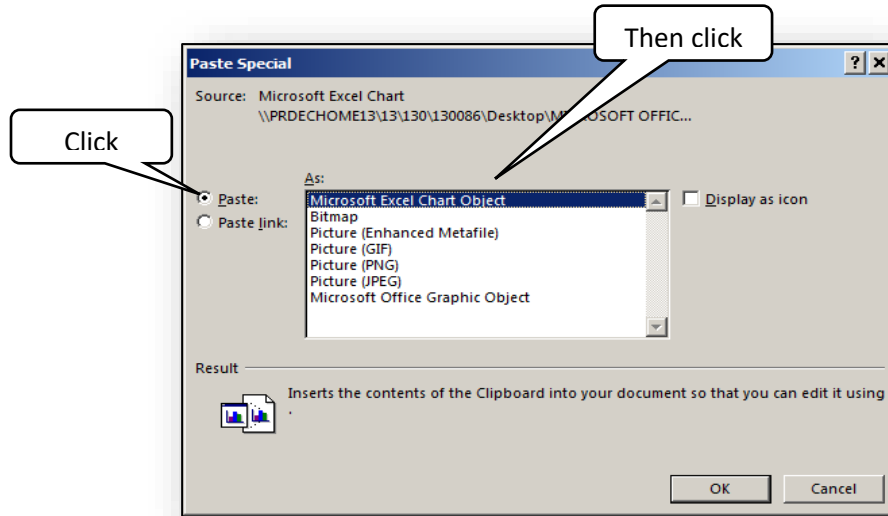 Then click
Paste Special
Source: Microsoft Excel Chart
\\PRDECHOME13\13\130\130086\Desktop\M OSOFT OFFIC...
Click
As:
Paste:
Paste link:
Microsoft Excel Chart Object
Bitmap
Picture (Enhanced Metafile)
Picture (GIF)
Picture (PNG)
Picture (JPEG)
Microsoft Office Graphic Object
Display as icon
Result
Inserts the contents of the Clipboard into your document so that you can edit it using
.
OK
Cancel